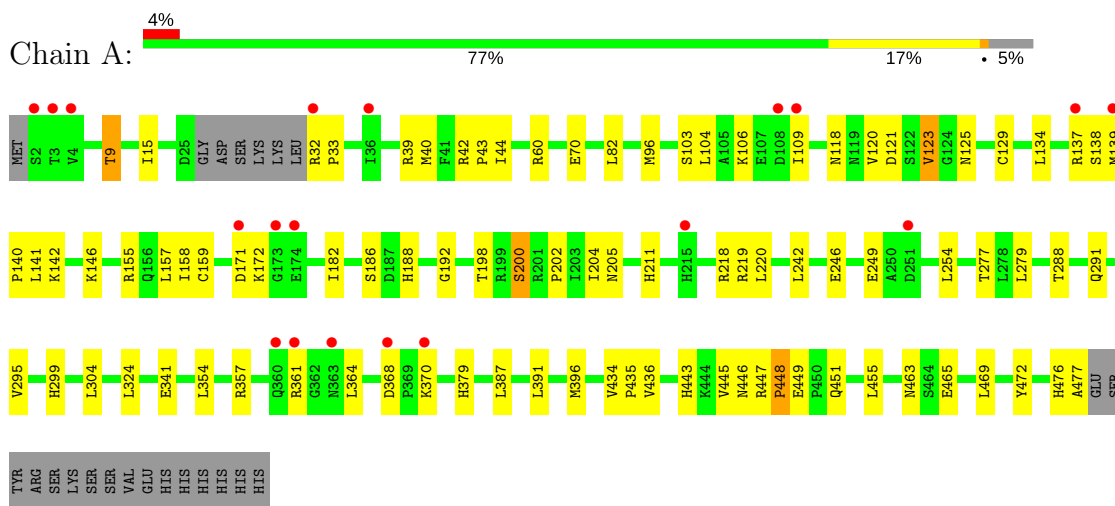 4%
Chain A:
77% 17% • 5%
MET S2 T3 V4 T9 I15 D25 GLY ASP SER LYS LYS LEU R32 P33 I36 R39 M40 F41 R42 P43 I44 R60 E70 L82 M96 S103 L104 A105 K106 E107 D108 I109 N118 N119 V120 D121 S122 V123 G124 N125 C129 L134 R137 S138 M139
P140 L141 K142 K146 R155 Q156 L157 I158 C159 D171 K172 G173 E174 I182 S186 D187 H188 G192 T198 R199 S200 R201 P202 I203 I204 N205 H211 H215 R218 R219 L220 L242 E246 E249 A250 D251 L254 T277 L278 L279 T288 Q291
V295 H299 L304 L324 E341 L354 R357 Q360 R361 G362 N363 L364 D368 P369 K370 H379 L387 L391 M396 V434 P435 V436 H443 K444 V445 N446 R447 P448 E449 P450 Q451 L455 N463 S464 E465 L469 Y472 H476 A477 GLU SER
TYR ARG SER LYS SER SER VAL GLU HIS HIS HIS HIS HIS HIS